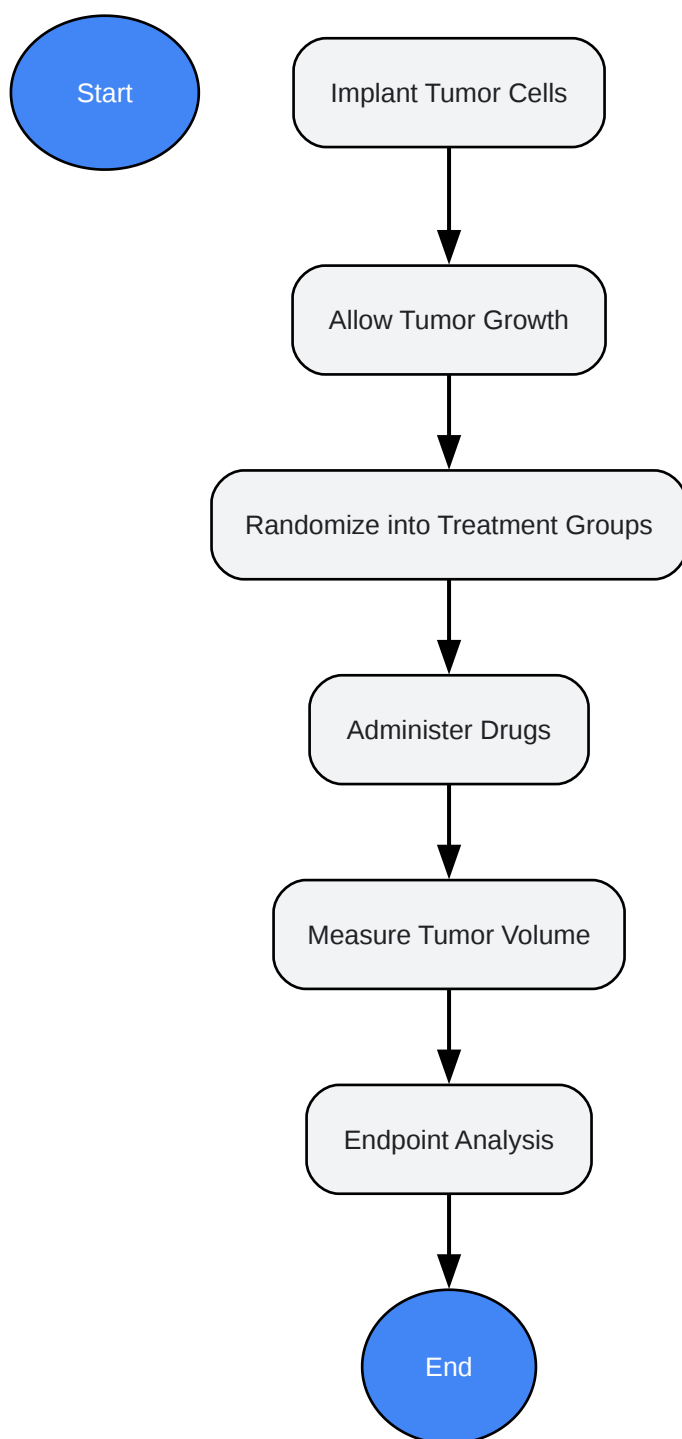 Start
Implant Tumor Cells
Allow Tumor Growth
Randomize into Treatment Groups
Administer Drugs
Measure Tumor Volume
Endpoint Analysis
End